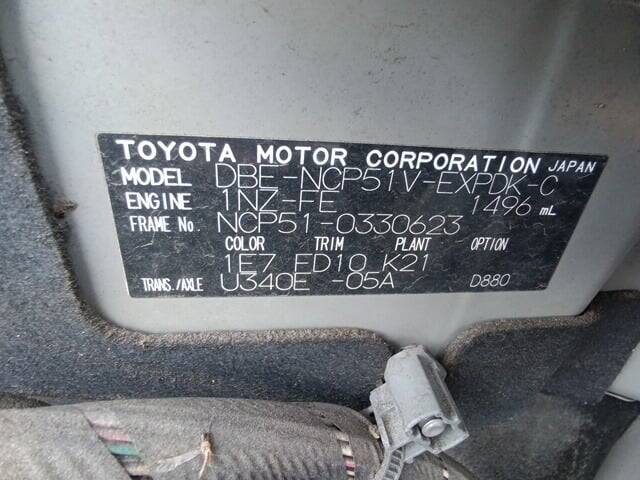 TOYOTA MOTOR CORPORATION JAPAN
MODEL DBE-NCP51V-EXPDK-C
ENGINE 1NZ-FE 1496 mL
FRAME No. NCP51-0330623
COLOR TRIM PLANT OPTION
1E7 FD10 K21
TRANS./AXLE U340E -05A D880